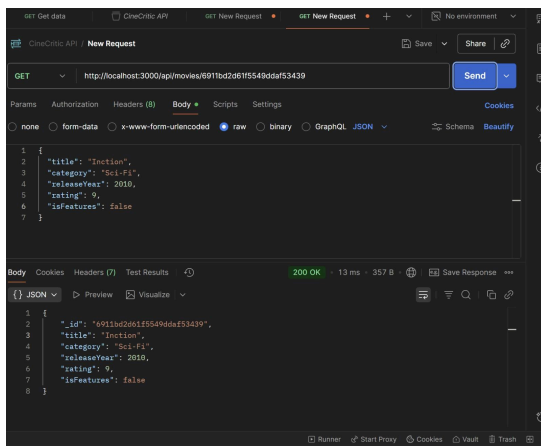 GET Get data CineCritic API GET New Request GET New Request + No environment
CineCritic API / New Request Save Share
GET http://localhost:3000/api/movies/6911bd2d61f5549ddaf53439 Send
Params Authorization Headers (8) Body Scripts Settings Cookies
none form-data x-www-form-urlencoded raw binary GraphQL JSON Schema Beautify
1 {
2 "title": "Inction",
3 "category": "Sci-Fi",
4 "releaseYear": 2010,
5 "rating": 9,
6 "isFeatures": false
7 }
Body Cookies Headers (7) Test Results 200 OK • 13 ms • 357 B • Save Response
{} JSON Preview Visualize
1 {
2 "_id": "6911bd2d61f5549ddaf53439",
3 "title": "Inction",
4 "category": "Sci-Fi",
5 "releaseYear": 2010,
6 "rating": 9,
7 "isFeatures": false
8 }
Runner Start Proxy Cookies Vault Trash